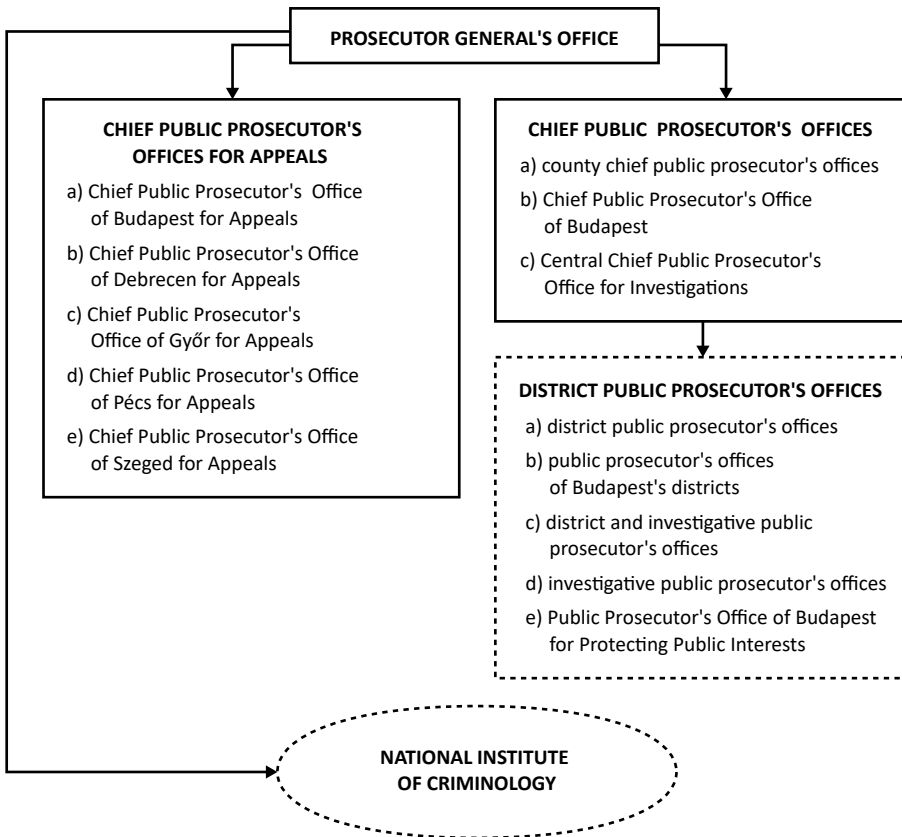 PROSECUTOR GENERAL'S OFFICE
CHIEF PUBLIC PROSECUTOR'S
OFFICES FOR APPEALS
a) Chief Public Prosecutor's Office
of Budapest for Appeals
b) Chief Public Prosecutor's Office
of Debrecen for Appeals
c) Chief Public Prosecutor's
Office of Győr for Appeals
d) Chief Public Prosecutor's Office
of Pécs for Appeals
e) Chief Public Prosecutor's Office
of Szeged for Appeals
CHIEF PUBLIC PROSECUTOR'S OFFICES
a) county chief public prosecutor's offices
b) Chief Public Prosecutor's Office
of Budapest
c) Central Chief Public Prosecutor's
Office for Investigations
DISTRICT PUBLIC PROSECUTOR'S OFFICES
a) district public prosecutor's offices
b) public prosecutor's offices
of Budapest's districts
c) district and investigative public
prosecutor's offices
d) investigative public prosecutor's offices
e) Public Prosecutor's Office of Budapest
for Protecting Public Interests
NATIONAL INSTITUTE
OF CRIMINOLOGY